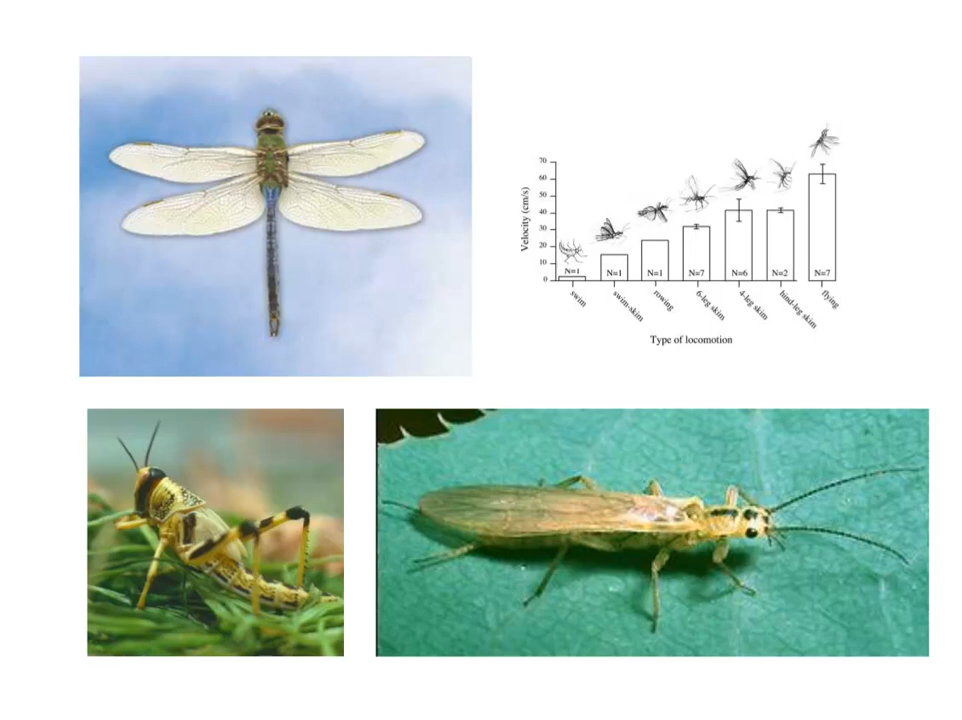 70
60
50
40
30
20
10
0
Velocity (cm/s)
N=1 N=1 N=1 N=7 N=6 N=2 N=7
swim swim-skim rowing 6-leg skim 4-leg skim hind-leg skim flying
Type of locomotion